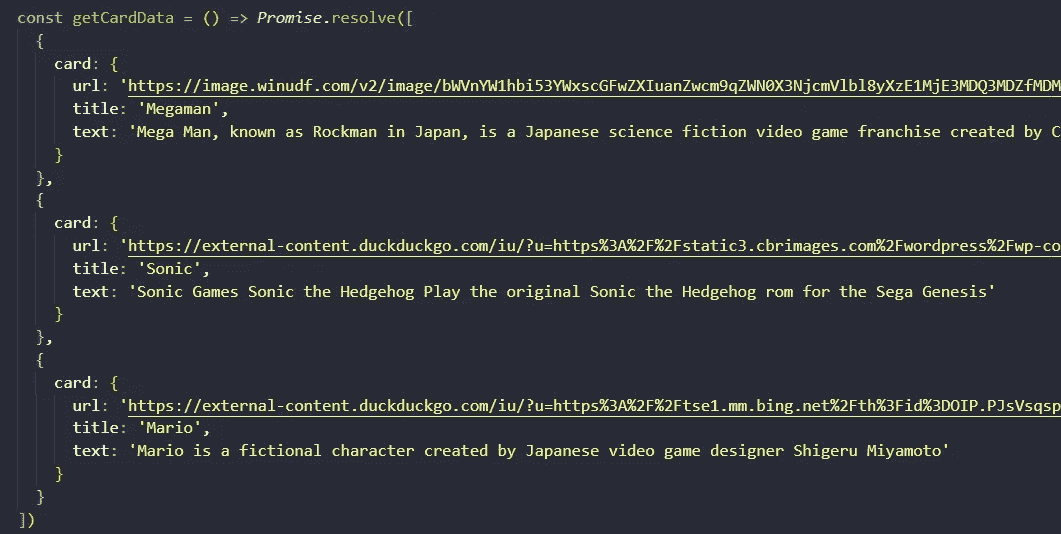 const getCardData = () => Promise.resolve([
{
card: {
url: 'https://image.winudf.com/v2/image/bWVnYW1hbi53YWxscGFwZXIuanZwcm9qZWN0X3NjcmVlbl8yXzE1MjE3MDQ3MDZfMDM
title: 'Megaman',
text: 'Mega Man, known as Rockman in Japan, is a Japanese science fiction video game franchise created by C
}
},
{
card: {
url: 'https://external-content.duckduckgo.com/iu/?u=https%3A%2F%2Fstatic3.cbrimages.com%2Fwordpress%2Fwp-co
title: 'Sonic',
text: 'Sonic Games Sonic the Hedgehog Play the original Sonic the Hedgehog rom for the Sega Genesis'
}
},
{
card: {
url: 'https://external-content.duckduckgo.com/iu/?u=https%3A%2F%2Ftse1.mm.bing.net%2Fth%3Fid%3DOIP.PJsVsqsp
title: 'Mario',
text: 'Mario is a fictional character created by Japanese video game designer Shigeru Miyamoto'
}
}
])